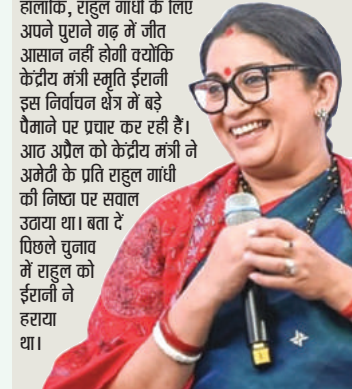 हालांकि, राहुल गांधी के लिए
अपने पुराने गढ़ में जीत
आसान नहीं होगी क्योंकि
केंद्रीय मंत्री स्मृति ईरानी
इस निर्वाचन क्षेत्र में बड़े
पैमाने पर प्रचार कर रही हैं।
आठ अप्रैल को केंद्रीय मंत्री ने
अमेठी के प्रति राहुल गांधी
की निष्ठा पर सवाल
उठाया था। बता दें
पिछले चुनाव
में राहुल को
ईरानी ने
हराया
था।